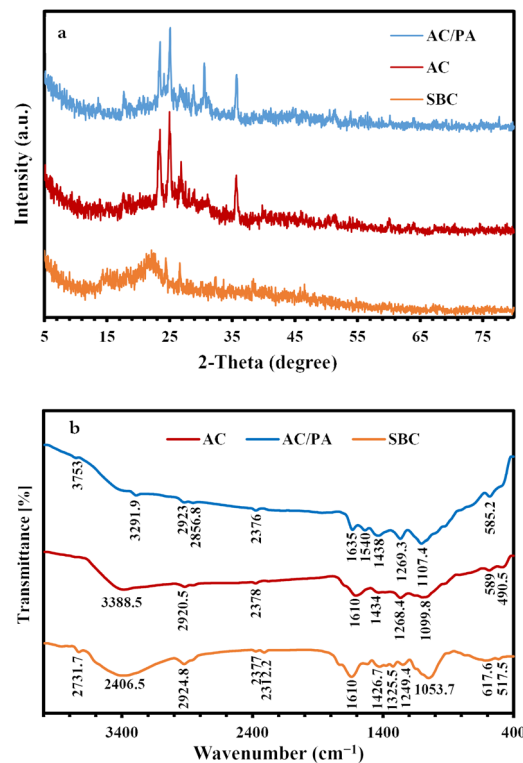 a
AC/PA
AC
SBC
Intensity (a.u.)
5 15 25 35 45 55 65 75
2-Theta (degree)
b
AC AC/PA SBC
3753
3291.9
2923
2856.8
2376
1635
1540
1438
1269.3
1107.4
585.2
3388.5
2920.5
2378
1610
1434
1268.4
1099.8
589
490.5
2731.7
2406.5
2924.8
2377
2312.2
1610
1426.7
1325.5
1249.4
1053.7
617.6
517.5
Transmittance [%]
3400 2400 1400 400
Wavenumber (cm⁻¹)